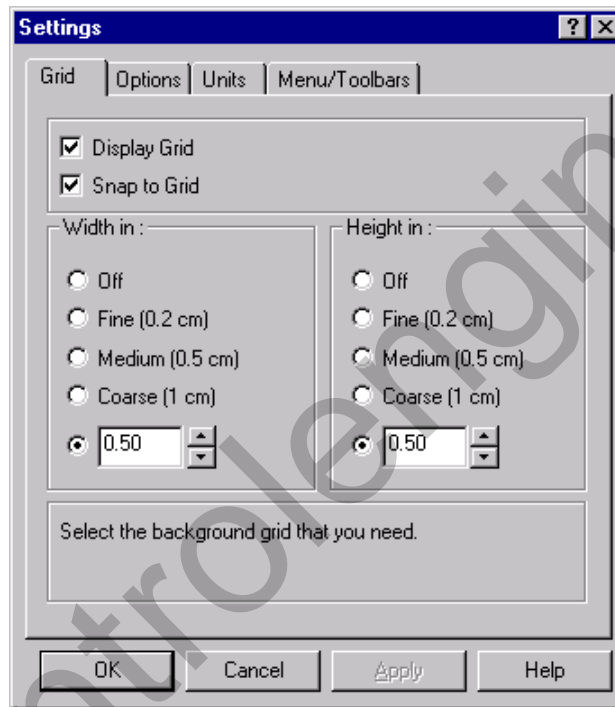 Settings
Grid Options Units Menu/Toolbars
Display Grid
Snap to Grid
Width in : Height in :
Off Off
Fine (0.2 cm) Fine (0.2 cm)
Medium (0.5 cm) Medium (0.5 cm)
Coarse (1 cm) Coarse (1 cm)
0.50 0.50
Select the background grid that you need.
OK Cancel Apply Help
ntrolengin